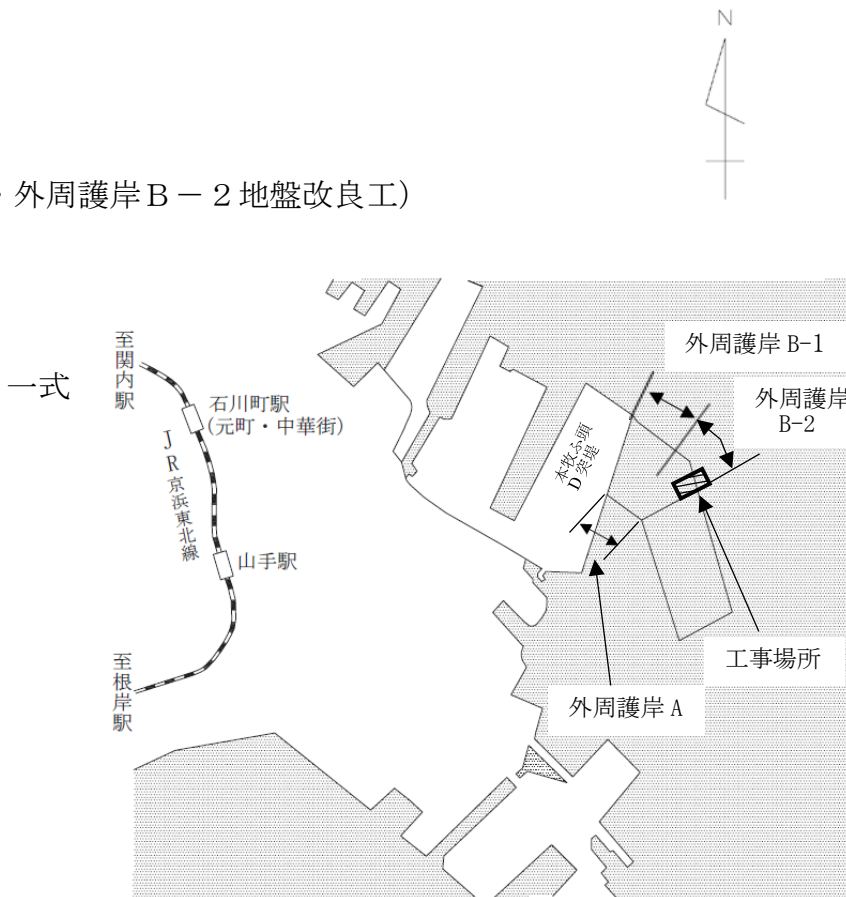 N
外周護岸Ｂ－２地盤改良工)
一式
至関内駅
石川町駅
(元町・中華街)
ＪＲ京浜東北線
山手駅
至根岸駅
本牧ふ頭
D 突堤
外周護岸 B-1
外周護岸
B-2
工事場所
外周護岸 A